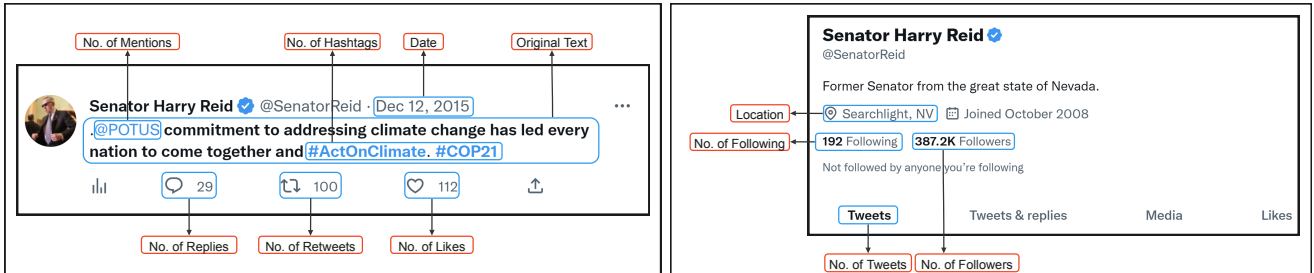 No. of Mentions
No. of Hashtags
Date
Original Text
Senator Harry Reid @SenatorReid · Dec 12, 2015
.@POTUS commitment to addressing climate change has led every
nation to come together and #ActOnClimate. #COP21
29
100
112
No. of Replies
No. of Retweets
No. of Likes
Senator Harry Reid
@SenatorReid
Former Senator from the great state of Nevada.
Location
Searchlight, NV
Joined October 2008
No. of Following
192 Following
387.2K Followers
Not followed by anyone you're following
Tweets
Tweets & replies
Media
Likes
No. of Tweets
No. of Followers